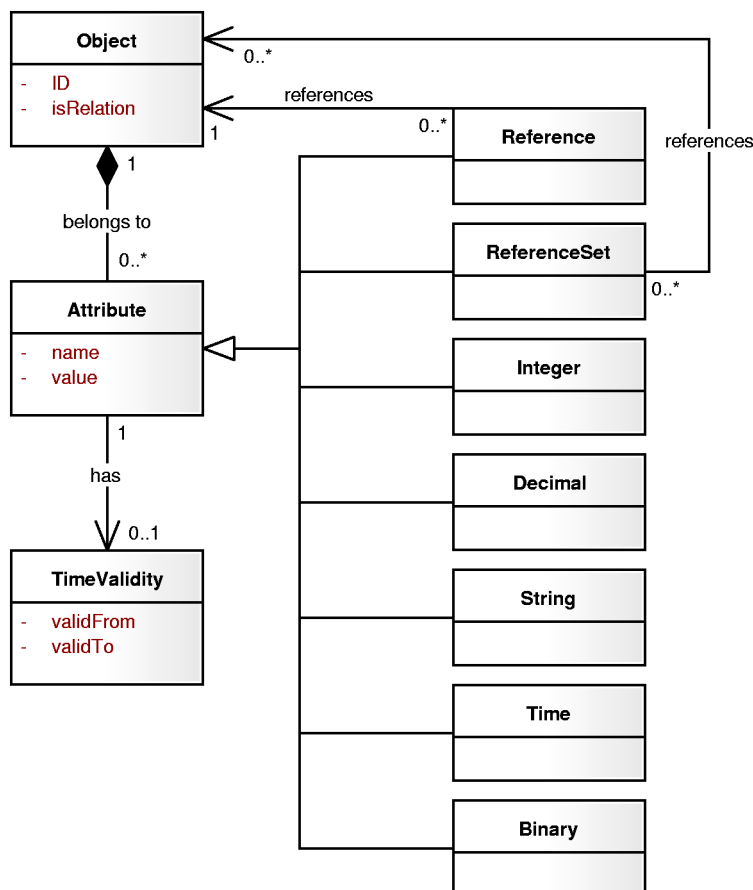 Object
- ID
- isRelation
0..*
references
1
0..*
Reference
references
1
belongs to
0..*
ReferenceSet
0..*
Attribute
- name
- value
Integer
1
has
0..1
Decimal
TimeValidity
- validFrom
- validTo
String
Time
Binary